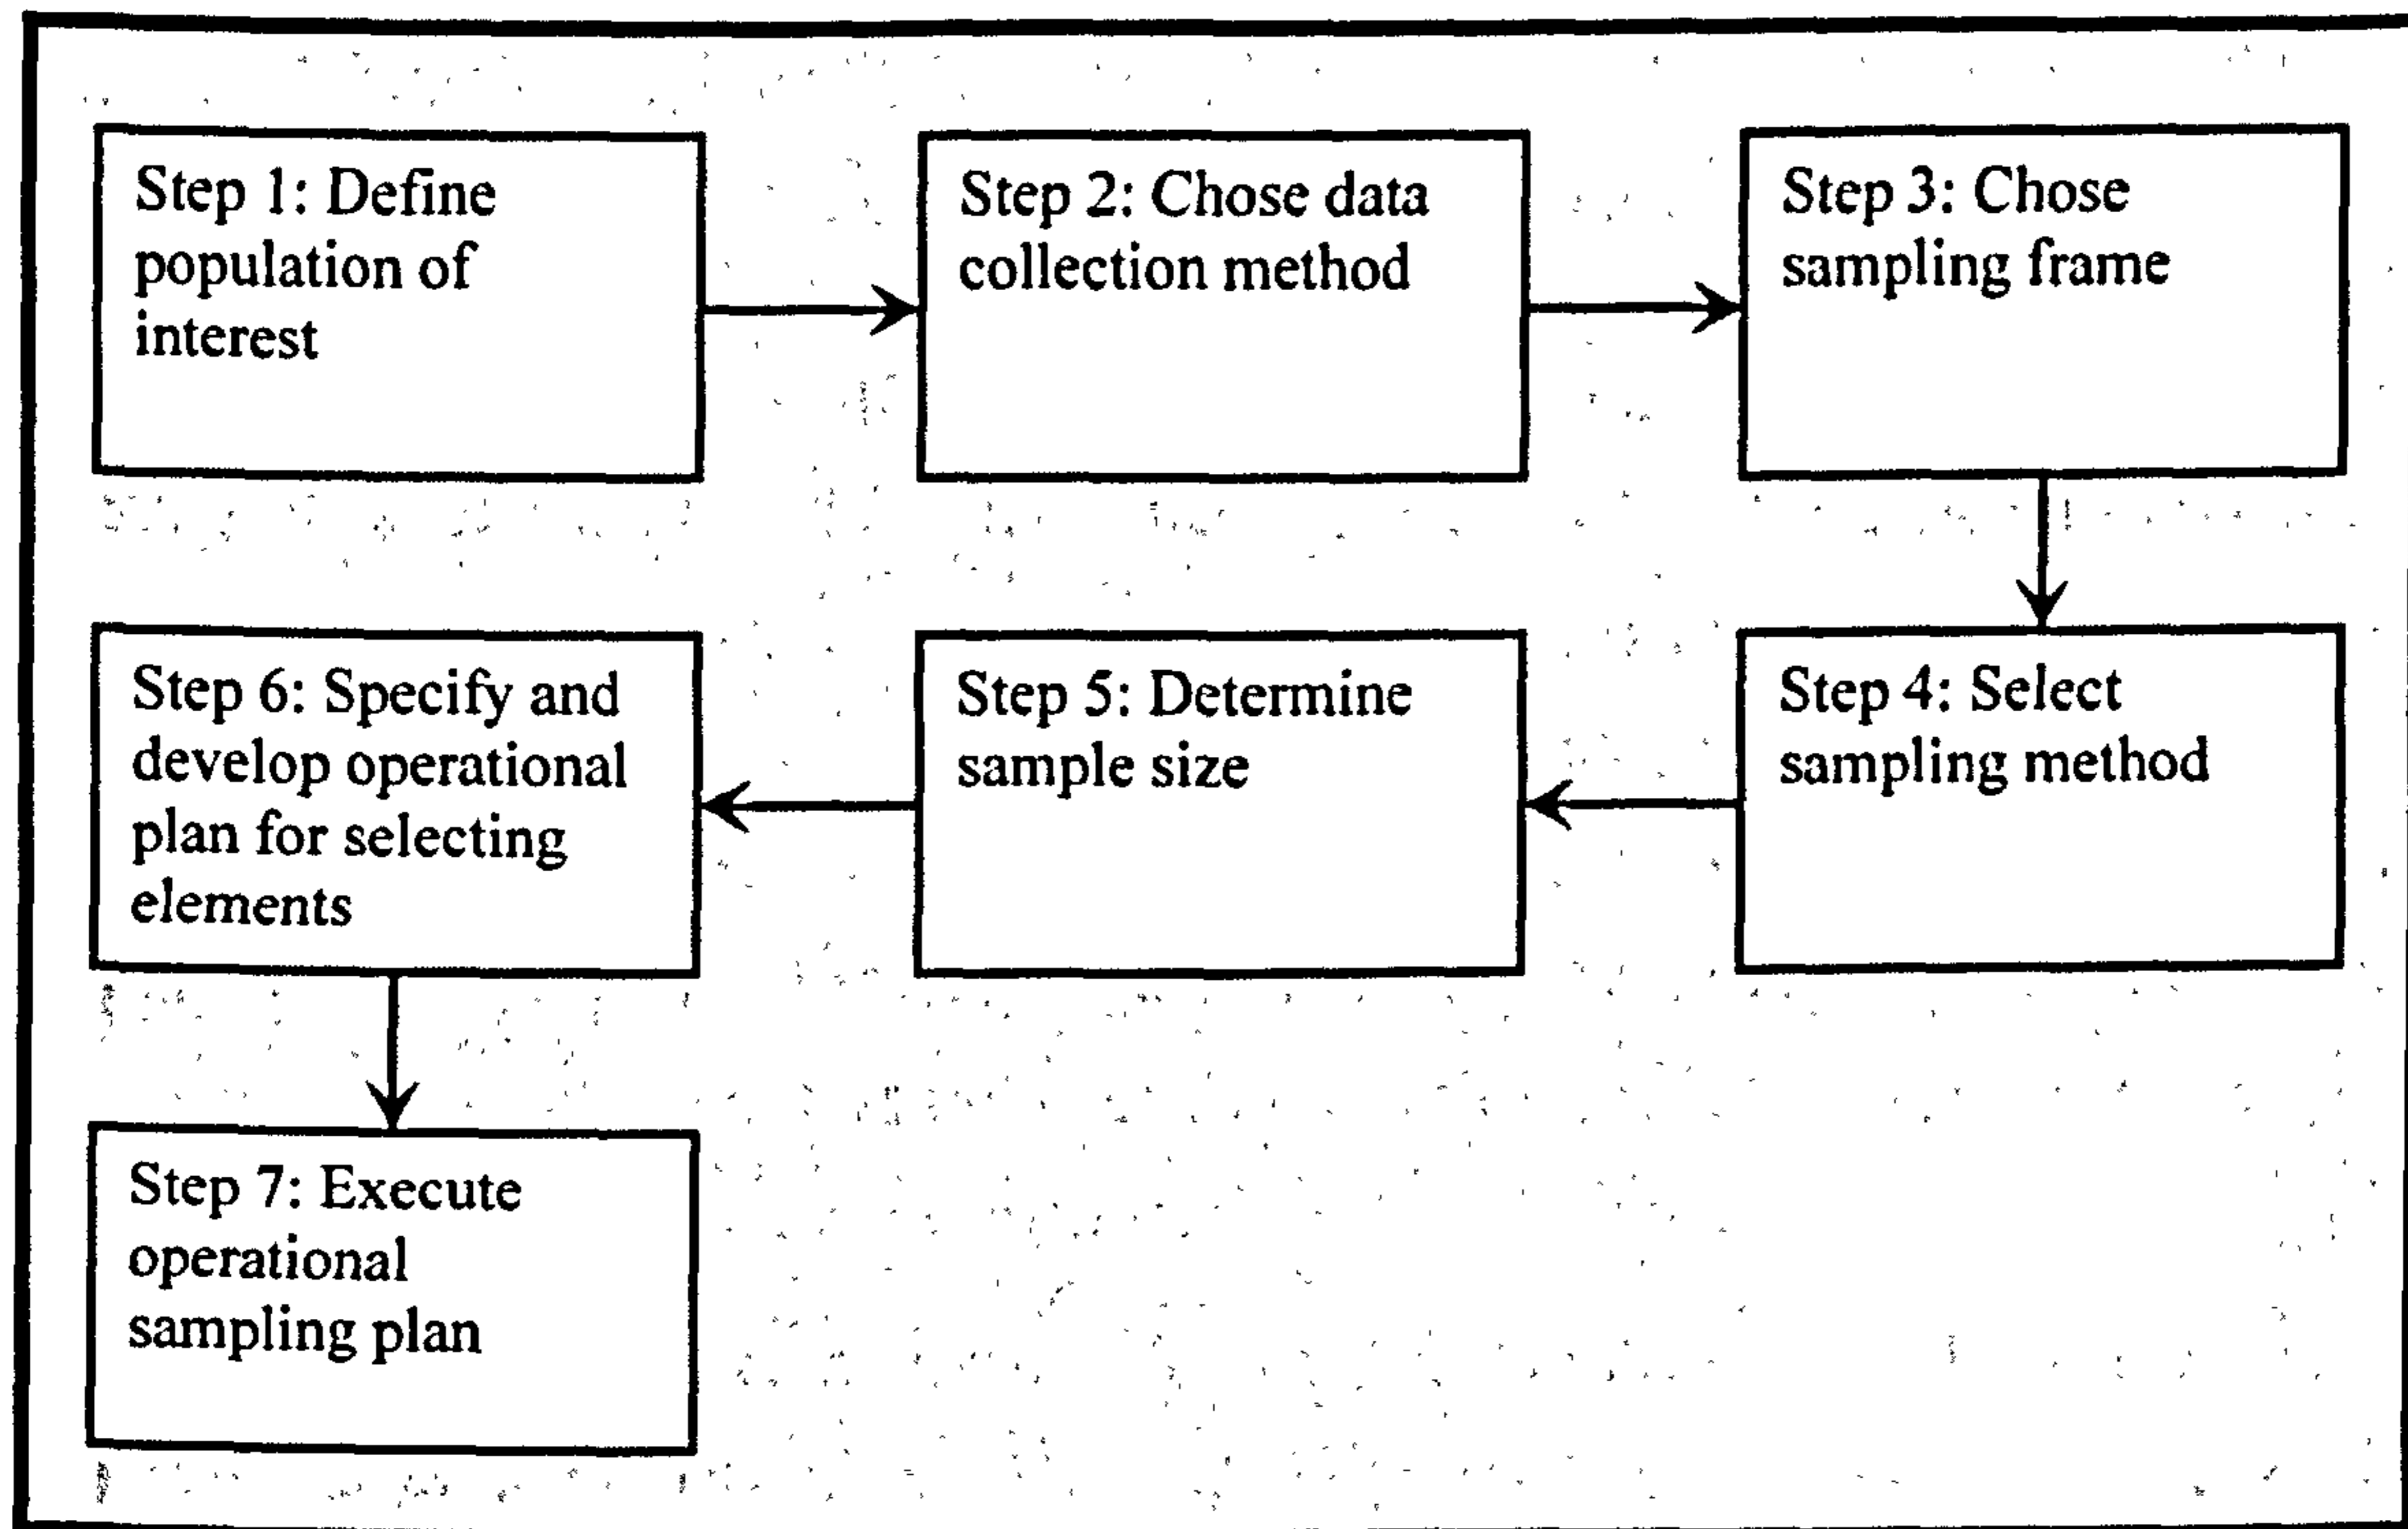 Step 1: Define
population of
interest
Step 2: Chose data
collection method
Step 3: Chose
sampling frame
Step 4: Select
sampling method
Step 5: Determine
sample size
Step 6: Specify and
develop operational
plan for selecting
elements
Step 7: Execute
operational
sampling plan